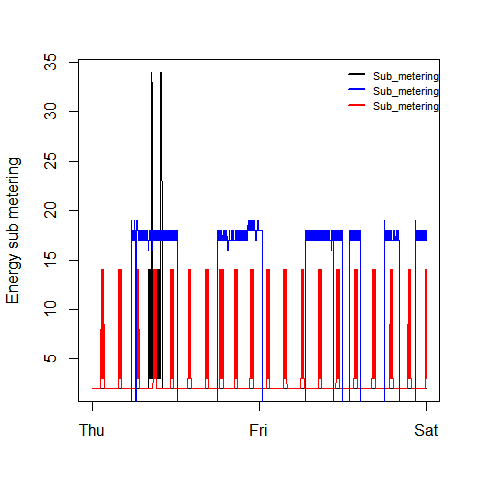 35
30
25
20
15
10
5
Energy sub metering
Sub_metering
Sub_metering
Sub_metering
Thu Fri Sat